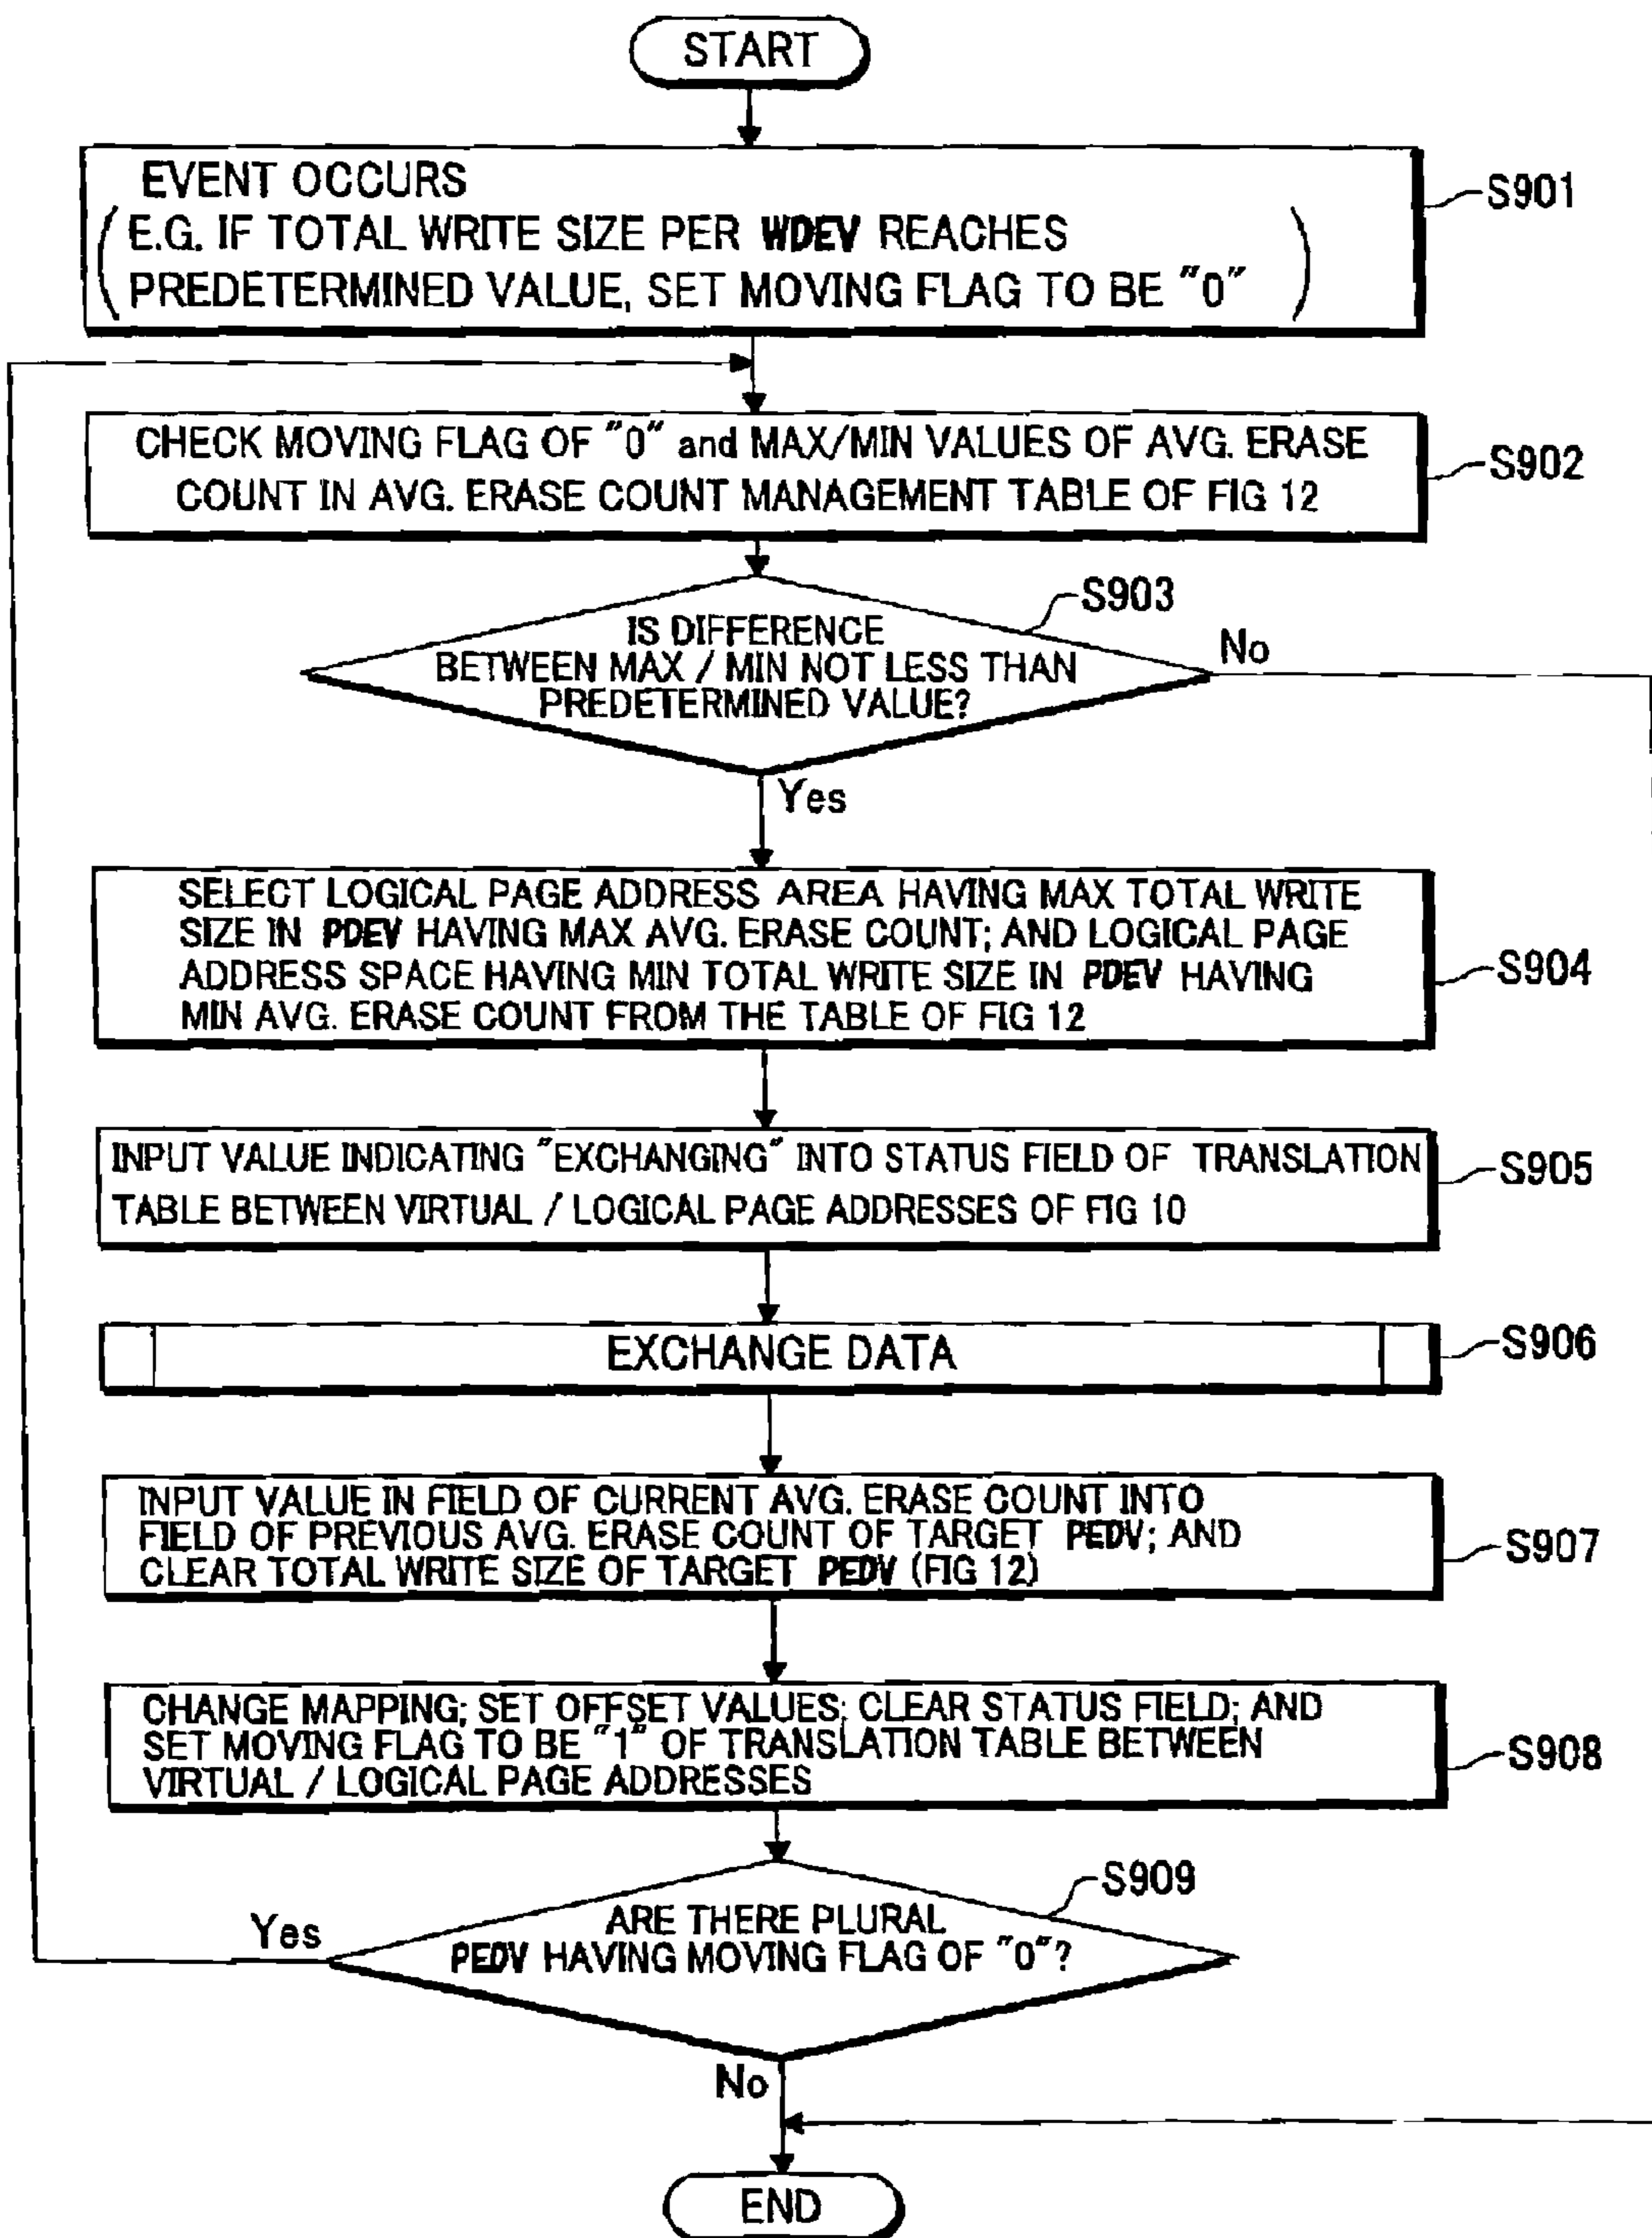 START
EVENT OCCURS
(E.G. IF TOTAL WRITE SIZE PER WDEV REACHES
PREDETERMINED VALUE, SET MOVING FLAG TO BE "0")
S901
CHECK MOVING FLAG OF "0" and MAX/MIN VALUES OF AVG. ERASE
COUNT IN AVG. ERASE COUNT MANAGEMENT TABLE OF FIG 12
S902
S903
IS DIFFERENCE
BETWEEN MAX / MIN NOT LESS THAN
PREDETERMINED VALUE?
No
Yes
SELECT LOGICAL PAGE ADDRESS AREA HAVING MAX TOTAL WRITE
SIZE IN PDEV HAVING MAX AVG. ERASE COUNT; AND LOGICAL PAGE
ADDRESS SPACE HAVING MIN TOTAL WRITE SIZE IN PDEV HAVING
MIN AVG. ERASE COUNT FROM THE TABLE OF FIG 12
S904
INPUT VALUE INDICATING "EXCHANGING" INTO STATUS FIELD OF TRANSLATION
TABLE BETWEEN VIRTUAL / LOGICAL PAGE ADDRESSES OF FIG 10
S905
EXCHANGE DATA
S906
INPUT VALUE IN FIELD OF CURRENT AVG. ERASE COUNT INTO
FIELD OF PREVIOUS AVG. ERASE COUNT OF TARGET PEDV; AND
CLEAR TOTAL WRITE SIZE OF TARGET PEDV (FIG 12)
S907
CHANGE MAPPING; SET OFFSET VALUES; CLEAR STATUS FIELD; AND
SET MOVING FLAG TO BE "1" OF TRANSLATION TABLE BETWEEN
VIRTUAL / LOGICAL PAGE ADDRESSES
S908
S909
ARE THERE PLURAL
PEDV HAVING MOVING FLAG OF "0"?
Yes
No
END